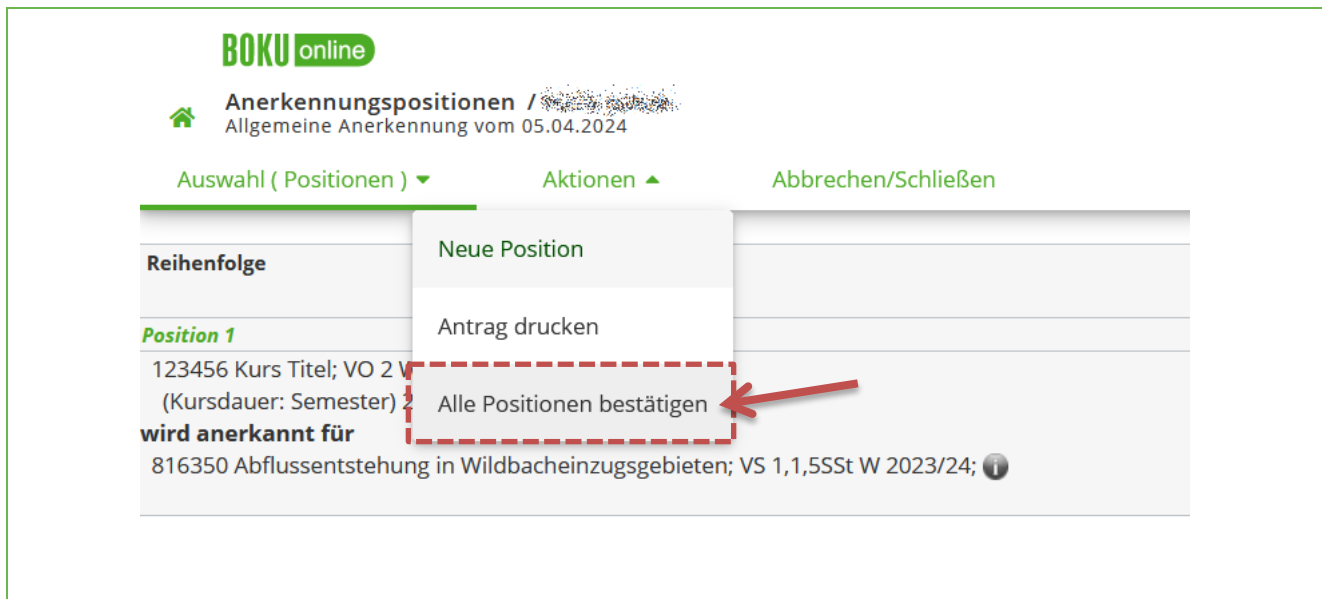 BOKU online
Anerkennungspositionen /
Allgemeine Anerkennung vom 05.04.2024
Auswahl ( Positionen ) Aktionen Abbrechen/Schließen
Neue Position
Reihenfolge
Antrag drucken
Position 1
123456 Kurs Titel; VO 2
(Kursdauer: Semester)
Alle Positionen bestätigen
wird anerkannt für
816350 Abflussentstehung in Wildbacheinzugsgebieten; VS 1,1,5SSt W 2023/24;